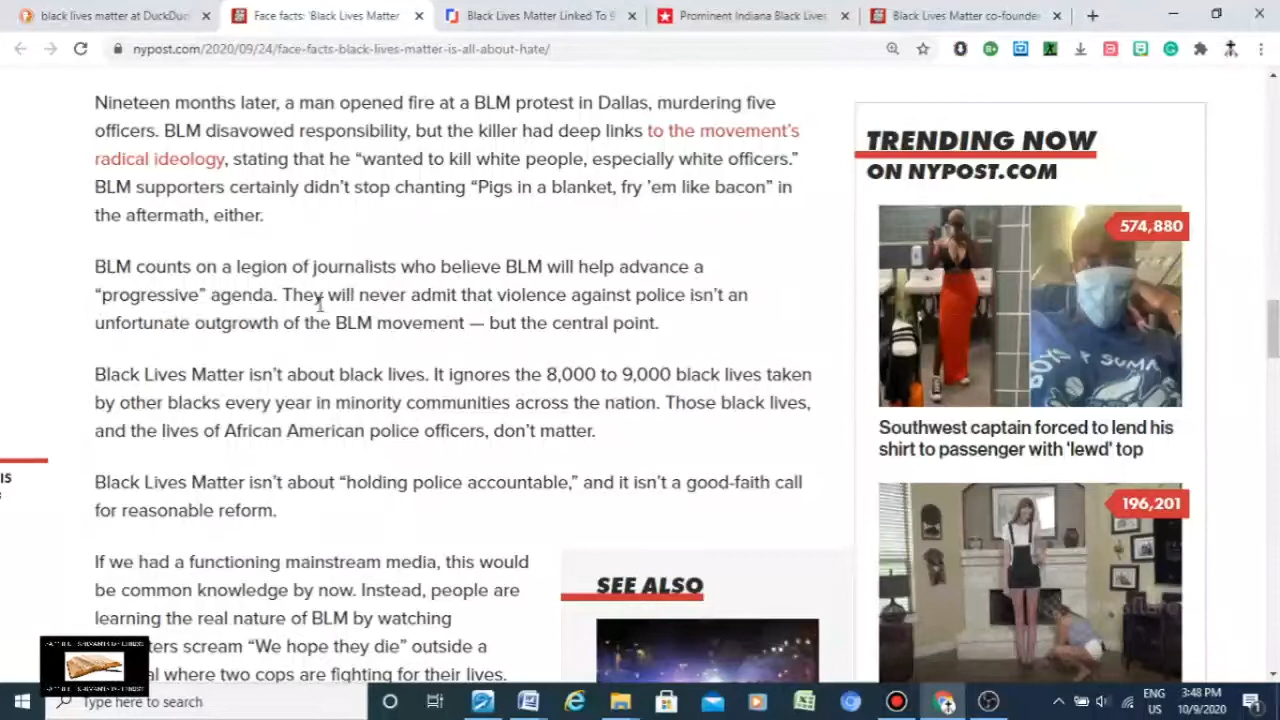 black lives matter at DuckDuc
Face facts: 'Black Lives Matter
Black Lives Matter Linked To 9
Prominent Indiana Black Lives
Black Lives Matter co-founde
nypost.com/2020/09/24/face-facts-black-lives-matter-is-all-about-hate/
Nineteen months later, a man opened fire at a BLM protest in Dallas, murdering five
officers. BLM disavowed responsibility, but the killer had deep links to the movement's
radical ideology, stating that he “wanted to kill white people, especially white officers.”
BLM supporters certainly didn't stop chanting “Pigs in a blanket, fry 'em like bacon” in
the aftermath, either.
BLM counts on a legion of journalists who believe BLM will help advance a
“progressive” agenda. They will never admit that violence against police isn't an
unfortunate outgrowth of the BLM movement — but the central point.
Black Lives Matter isn't about black lives. It ignores the 8,000 to 9,000 black lives taken
by other blacks every year in minority communities across the nation. Those black lives,
and the lives of African American police officers, don't matter.
IS
Black Lives Matter isn't about “holding police accountable,” and it isn't a good-faith call
for reasonable reform.
If we had a functioning mainstream media, this would
be common knowledge by now. Instead, people are
learning the real nature of BLM by watching
ters scream “We hope they die” outside a
al where two cops are fighting for their lives.
SEE ALSO
TRENDING NOW
ON NYPOST.COM
574,880
Southwest captain forced to lend his
shirt to passenger with 'lewd' top
196,201
Type here to search
ENG
US
3:48 PM
10/9/2020
1